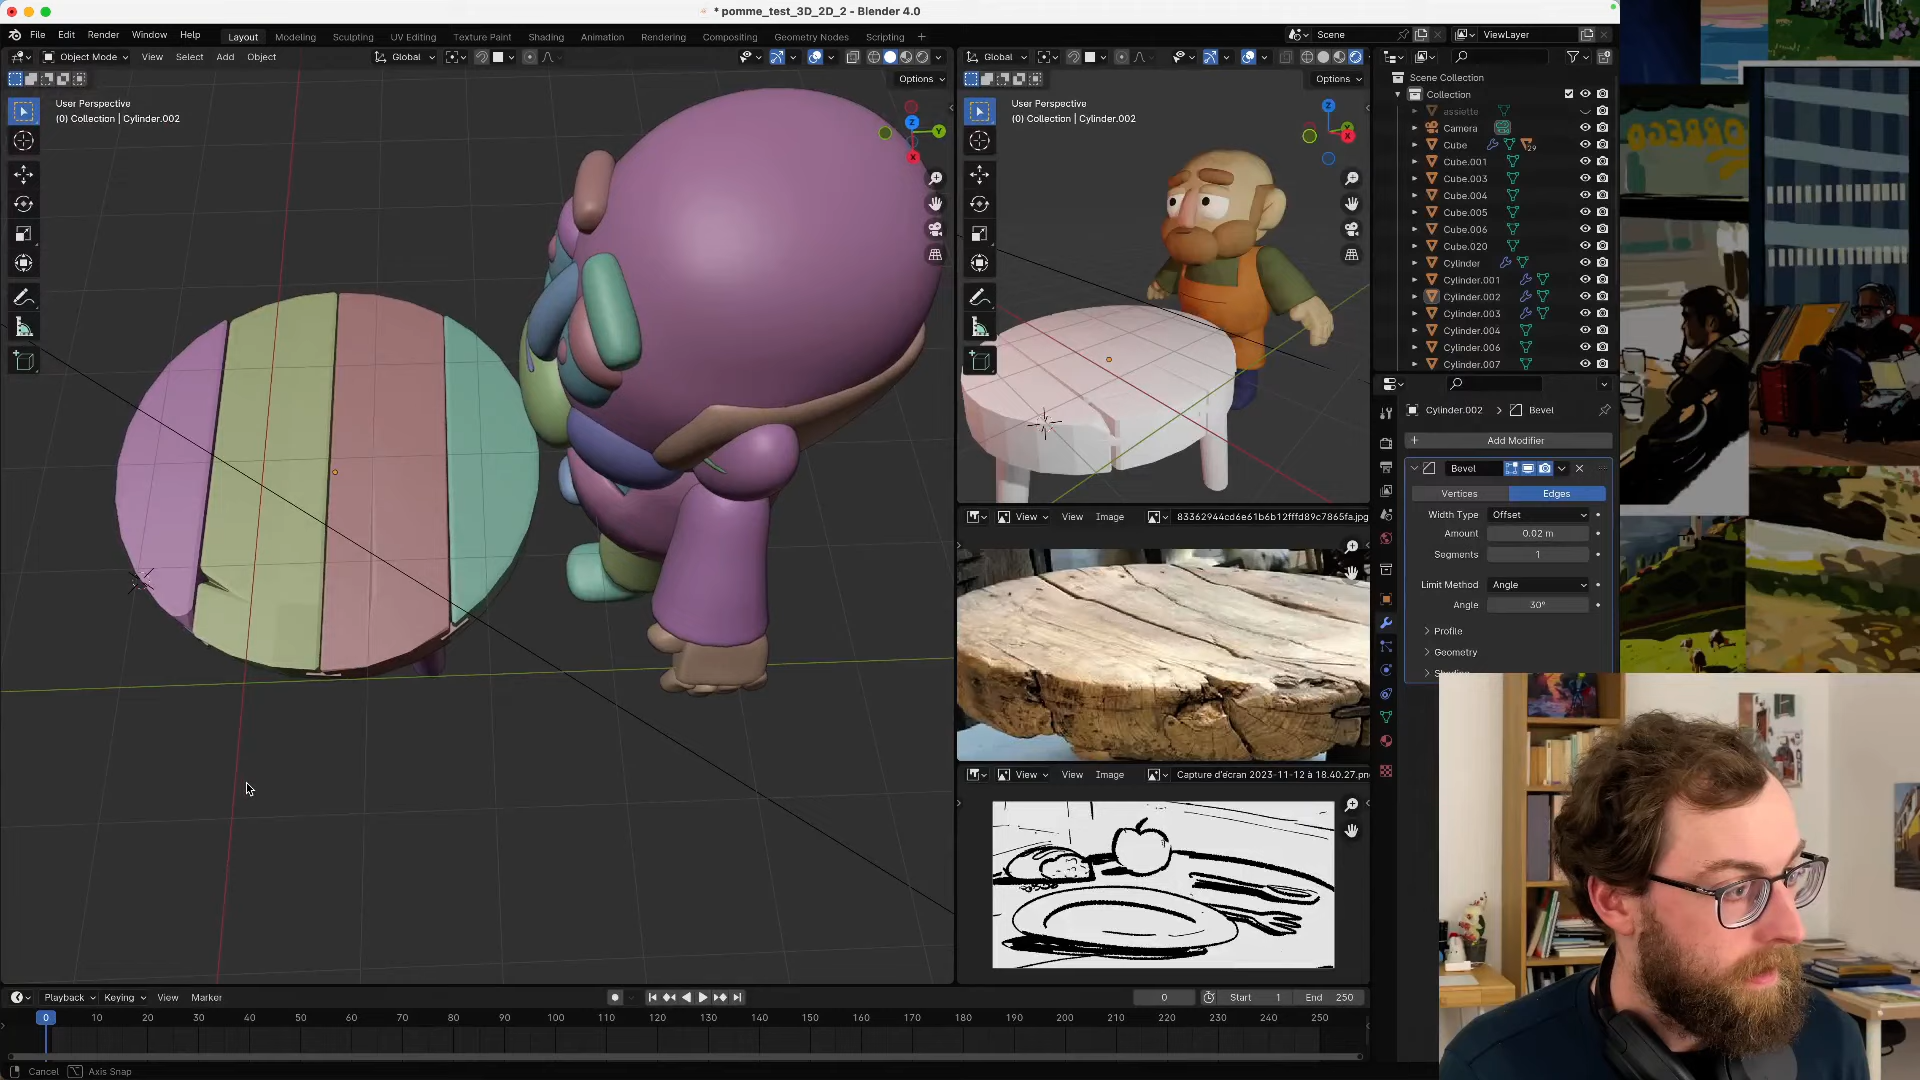 * pomme_test_3D_2D_2 - Blender 4.0
File Edit Render Window Help Layout Modeling Sculpting UV Editing Texture Paint Shading Animation Rendering Compositing Geometry Nodes Scripting + Scene ViewLayer
Object Mode View Select Add Object Global
Global
Options
Options
User Perspective
(0) Collection | Cylinder.002
User Perspective
(0) Collection | Cylinder.002
Scene Collection
Collection
assiette
Camera
Cube 29
Cube.001
Cube.003
Cube.004
Cube.005
Cube.006
Cube.020
Cylinder
Cylinder.001
Cylinder.002
Cylinder.003
Cylinder.004
Cylinder.006
Cylinder.007
Cylinder.002 > Bevel
+ Add Modifier
Bevel
Vertices Edges
Width Type Offset
Amount 0.02 m
Segments 1
Limit Method Angle
Angle 30°
Profile
Geometry
Shading
View View Image 83362944cd6e61b6b12fffd89c7865fa.jpg
View View Image Capture d'écran 2023-11-12 à 18.40.27.pn
Playback Keying View Marker 0 Start 1 End 250
0 10 20 30 40 50 60 70 80 90 100 110 120 130 140 150 160 170 180 190 200 210 220 230 240 250
Cancel Axis Snap